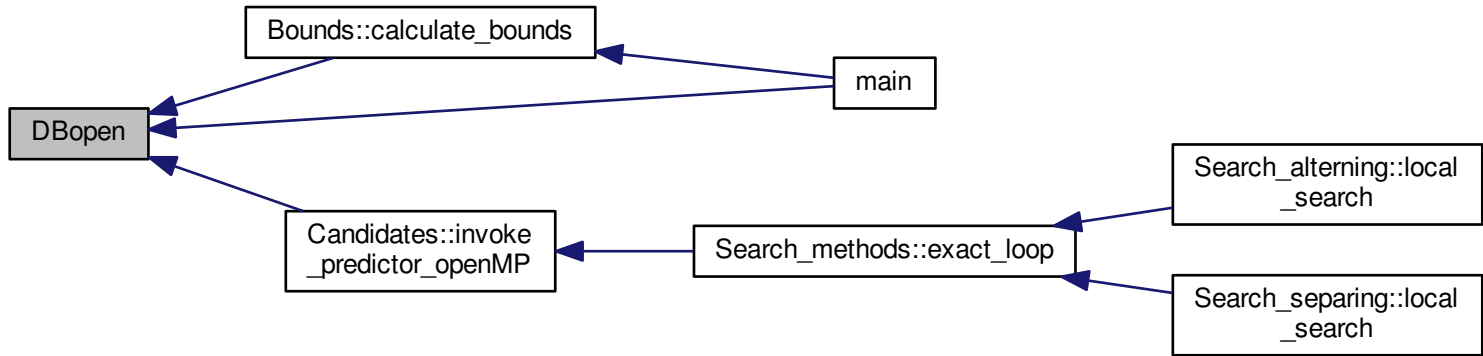 Bounds::calculate_bounds
main
DBopen
Candidates::invoke
_predictor_openMP
Search_methods::exact_loop
Search_alterning::local
_search
Search_separing::local
_search